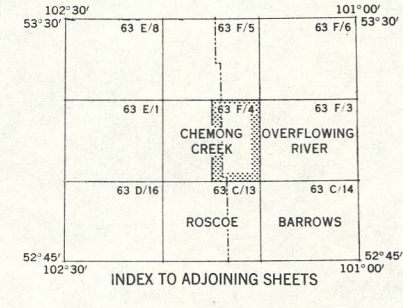 102°30′ 101°00′
53°30′ 63 E/8 63 F/5 63 F/6 53°30′
63 E/1 63 F/4 63 F/3
CHEMONG OVERFLOWING
CREEK RIVER
63 D/16 63 C/13 63 C/14
ROSCOE BARROWS
52°45′ 52°45′
102°30′ 101°00′
INDEX TO ADJOINING SHEETS